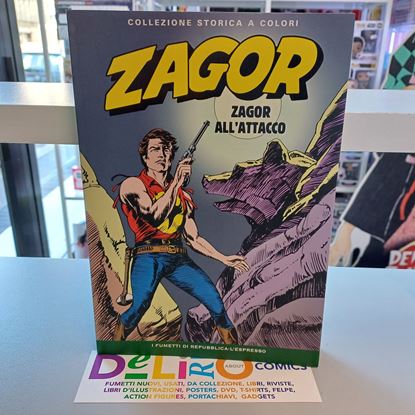 COLLEZIONE STORICA A COLORI
ZAGOR
ZAGOR
ALL'ATTACCO
I FUMETTI DI REPUBBLICA-L'ESPRESSO
DeLiRO ABOUT COMICS
FUMETTI NUOVI, USATI, DA COLLEZIONE, LIBRI, RIVISTE,
LIBRI D'ILLUSTRAZIONI, POSTERS, DVD, T-SHIRTS, FELPE,
ACTION FIGURES, PORTACHIAVI, GADGETS